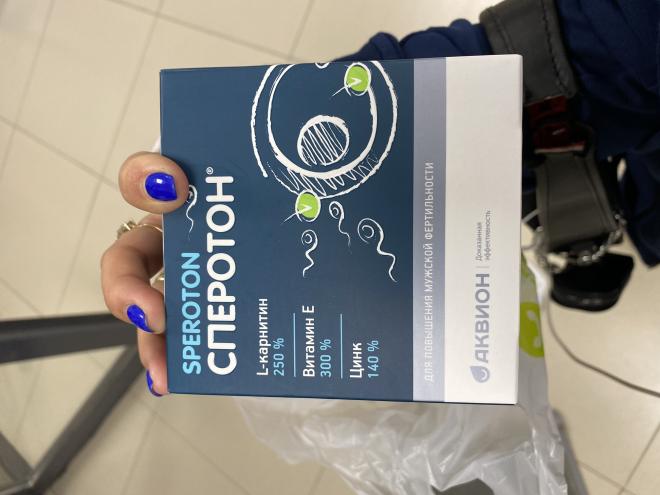 SPEROTON
СПЕРОТОН®
L-карнитин
250 %
Витамин Е
300 %
Цинк
140 %
ДЛЯ ПОВЫШЕНИЯ МУЖСКОЙ ФЕРТИЛЬНОСТИ
АКВИОН
Доказанная
эффективность